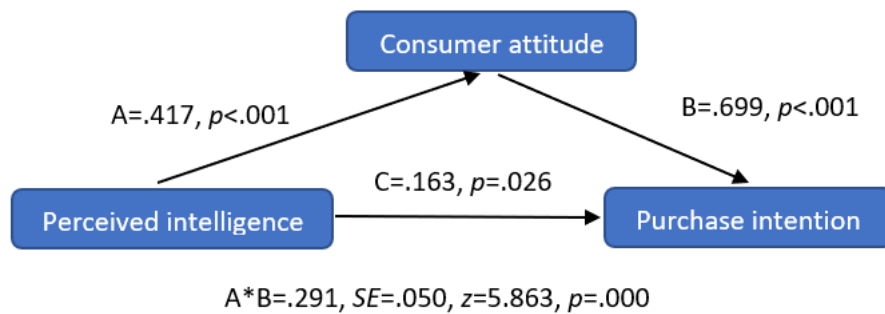 Consumer attitude
A=.417, p<.001
B=.699, p<.001
C=.163, p=.026
Perceived intelligence
Purchase intention
A*B=.291, SE=.050, z=5.863, p=.000